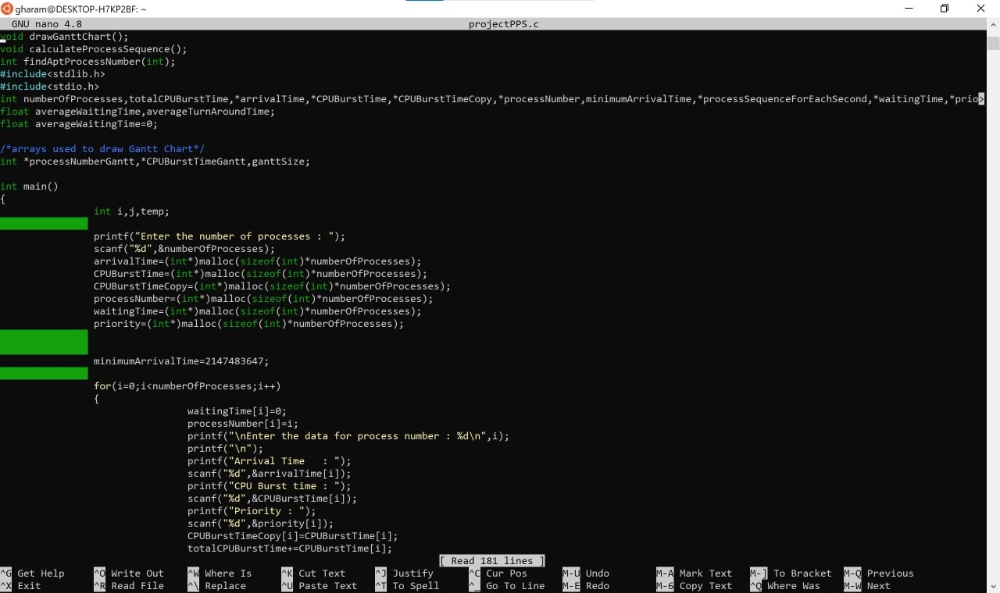 gharam@DESKTOP-H7KP2BF: ~
GNU nano 4.8 projectPPS.c
void drawGanttChart();
void calculateProcessSequence();
int findAptProcessNumber(int);
#include<stdlib.h>
#include<stdio.h>
int numberOfProcesses,totalCPUBurstTime,*arrivalTime,*CPUBurstTime,*CPUBurstTimeCopy,*processNumber,minimumArrivalTime,*processSequenceForEachSecond,*waitingTime,*prio>
float averageWaitingTime,averageTurnAroundTime;
float averageWaitingTime=0;
/*arrays used to draw Gantt Chart*/
int *processNumberGantt,*CPUBurstTimeGantt,ganttSize;
int main()
{
int i,j,temp;
printf("Enter the number of processes : ");
scanf("%d",&numberOfProcesses);
arrivalTime=(int*)malloc(sizeof(int)*numberOfProcesses);
CPUBurstTime=(int*)malloc(sizeof(int)*numberOfProcesses);
CPUBurstTimeCopy=(int*)malloc(sizeof(int)*numberOfProcesses);
processNumber=(int*)malloc(sizeof(int)*numberOfProcesses);
waitingTime=(int*)malloc(sizeof(int)*numberOfProcesses);
priority=(int*)malloc(sizeof(int)*numberOfProcesses);
minimumArrivalTime=2147483647;
for(i=0;i<numberOfProcesses;i++)
{
waitingTime[i]=0;
processNumber[i]=i;
printf("\nEnter the data for process number : %d\n",i);
printf("\n");
printf("Arrival Time   : ");
scanf("%d",&arrivalTime[i]);
printf("CPU Burst time : ");
scanf("%d",&CPUBurstTime[i]);
printf("Priority : ");
scanf("%d",&priority[i]);
CPUBurstTimeCopy[i]=CPUBurstTime[i];
totalCPUBurstTime+=CPUBurstTime[i];
[ Read 181 lines ]
^G Get Help ^O Write Out ^W Where Is ^K Cut Text ^J Justify ^C Cur Pos M-U Undo M-A Mark Text M-] To Bracket M-Q Previous
^X Exit ^R Read File ^\ Replace ^U Paste Text ^T To Spell ^_ Go To Line M-E Redo M-6 Copy Text ^Q Where Was M-W Next